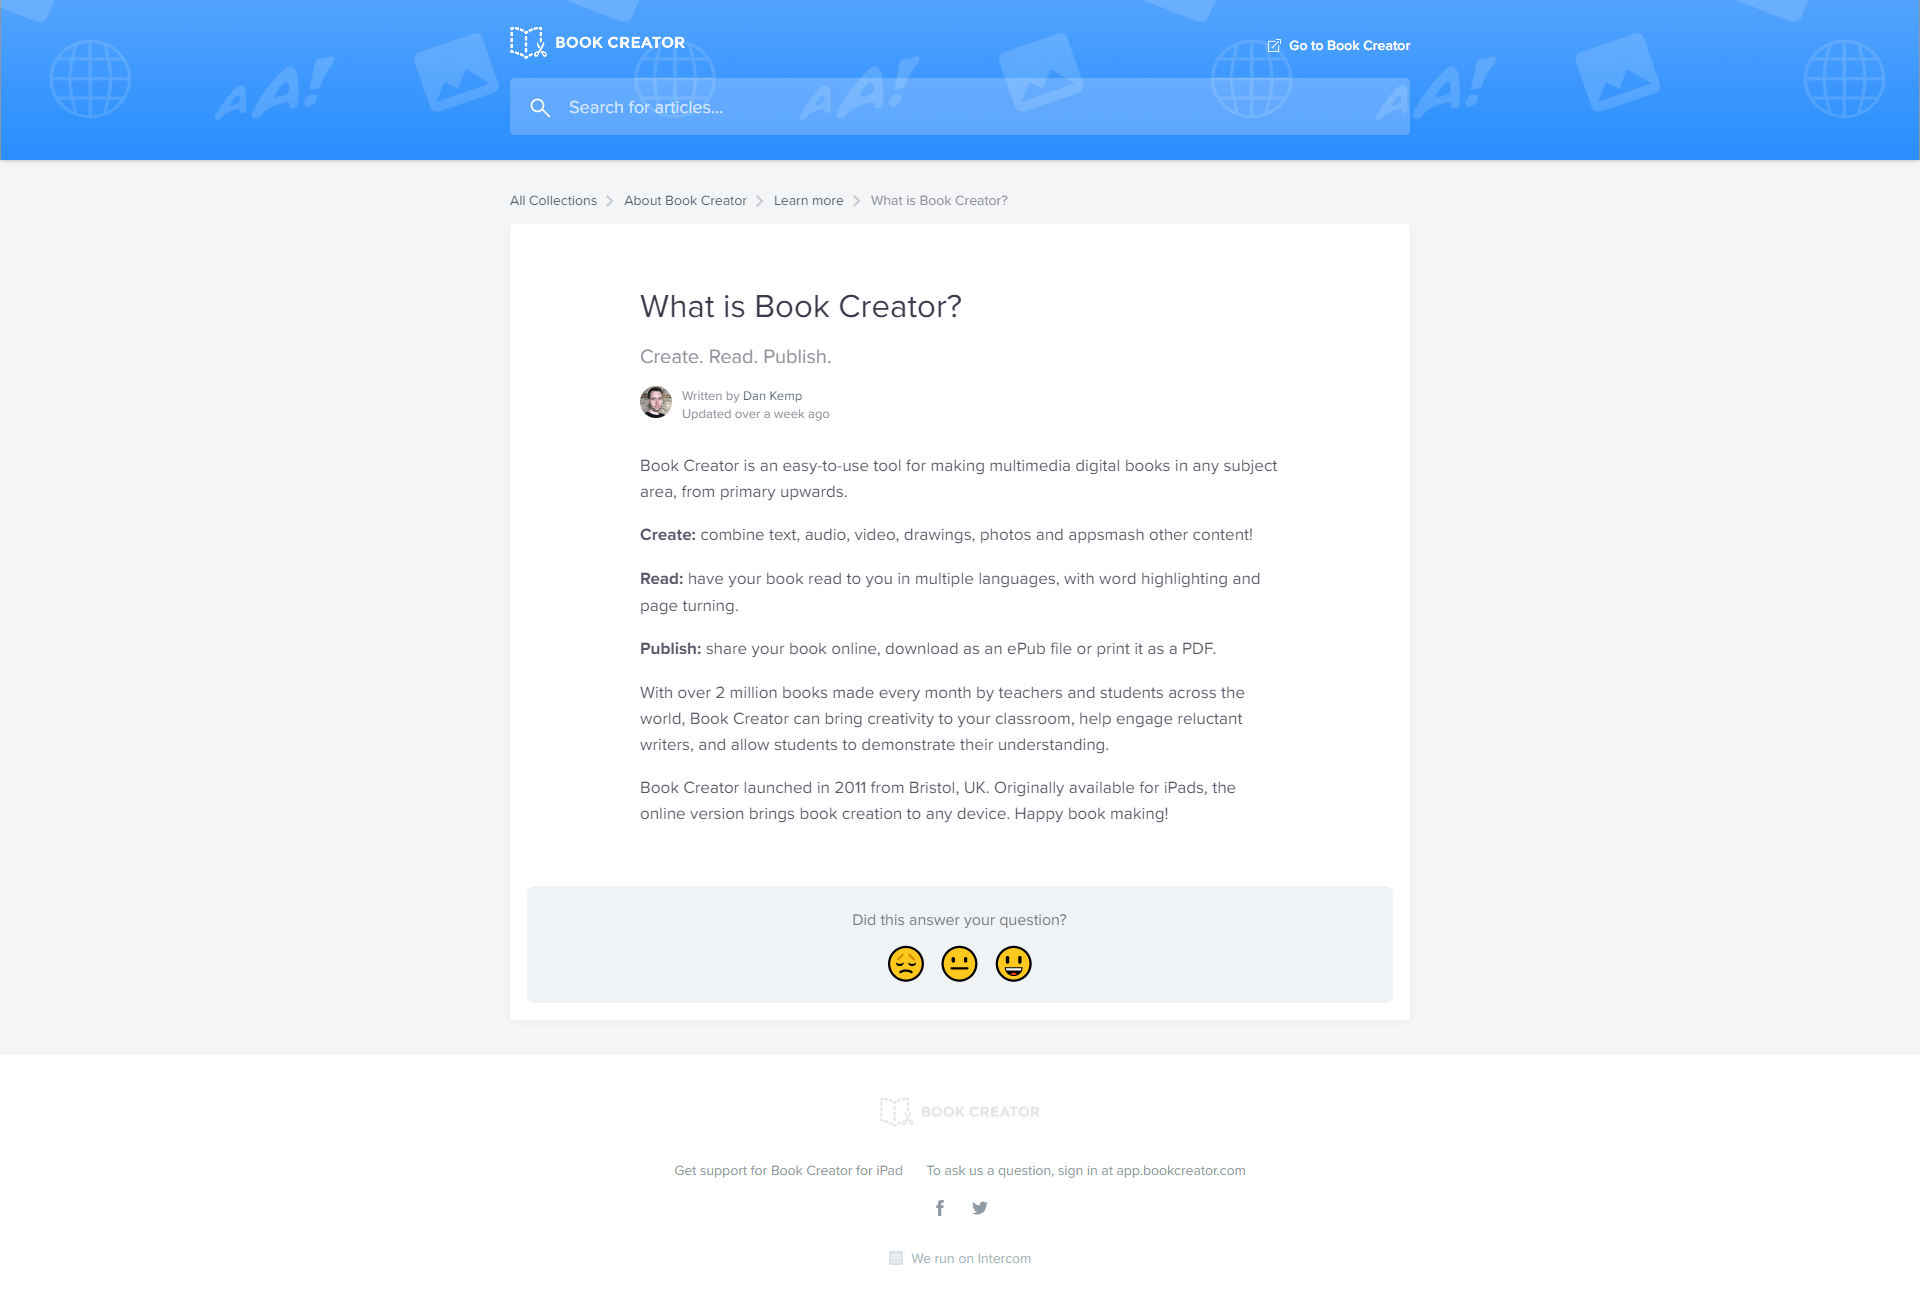 BOOK CREATOR
Go to Book Creator
AA!
AA!
AA!
Search for articles...
All Collections
About Book Creator
Learn more
What is Book Creator?
What is Book Creator?
Create. Read. Publish.
Written by Dan Kemp
Updated over a week ago
Book Creator is an easy-to-use tool for making multimedia digital books in any subject
area, from primary upwards.
Create: combine text, audio, video, drawings, photos and appsmash other content!
Read: have your book read to you in multiple languages, with word highlighting and
page turning.
Publish: share your book online, download as an ePub file or print it as a PDF.
With over 2 million books made every month by teachers and students across the
world, Book Creator can bring creativity to your classroom, help engage reluctant
writers, and allow students to demonstrate their understanding.
Book Creator launched in 2011 from Bristol, UK. Originally available for iPads, the
online version brings book creation to any device. Happy book making!
Did this answer your question?
BOOK CREATOR
Get support for Book Creator for iPad
To ask us a question, sign in at app.bookcreator.com
We run on Intercom